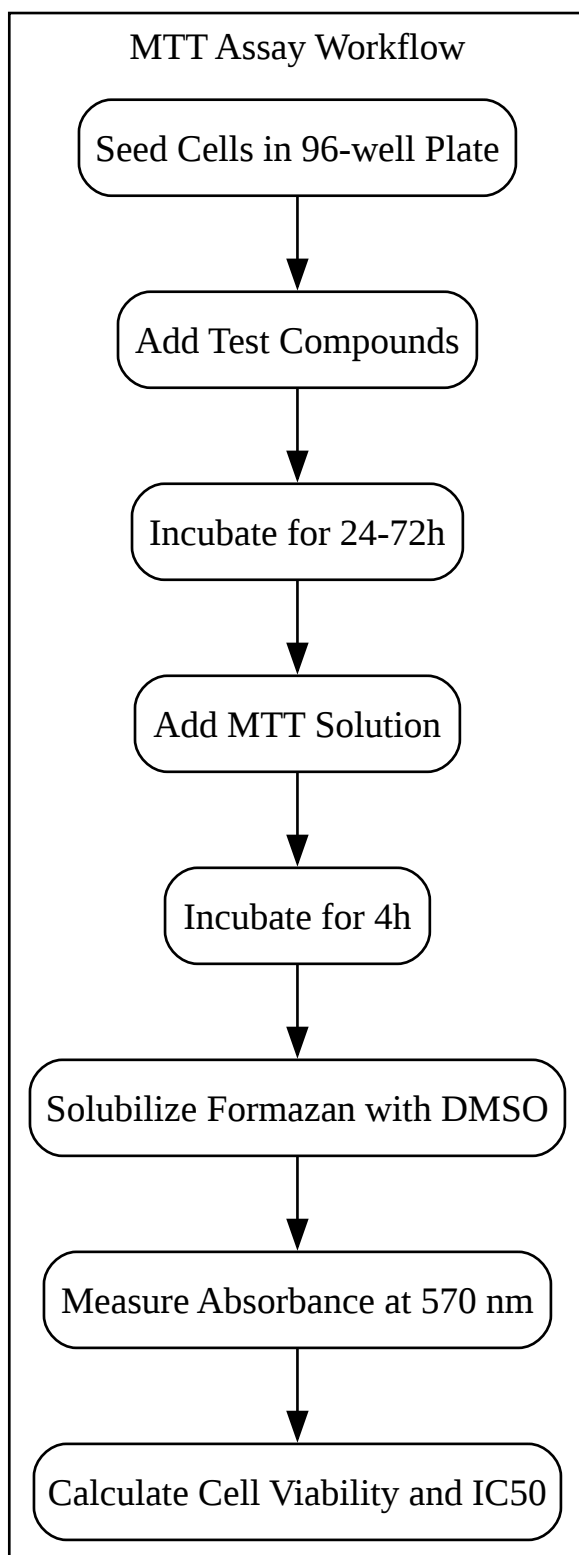 MTT Assay Workflow
Seed Cells in 96-well Plate
Add Test Compounds
Incubate for 24-72h
Add MTT Solution
Incubate for 4h
Solubilize Formazan with DMSO
Measure Absorbance at 570 nm
Calculate Cell Viability and IC50